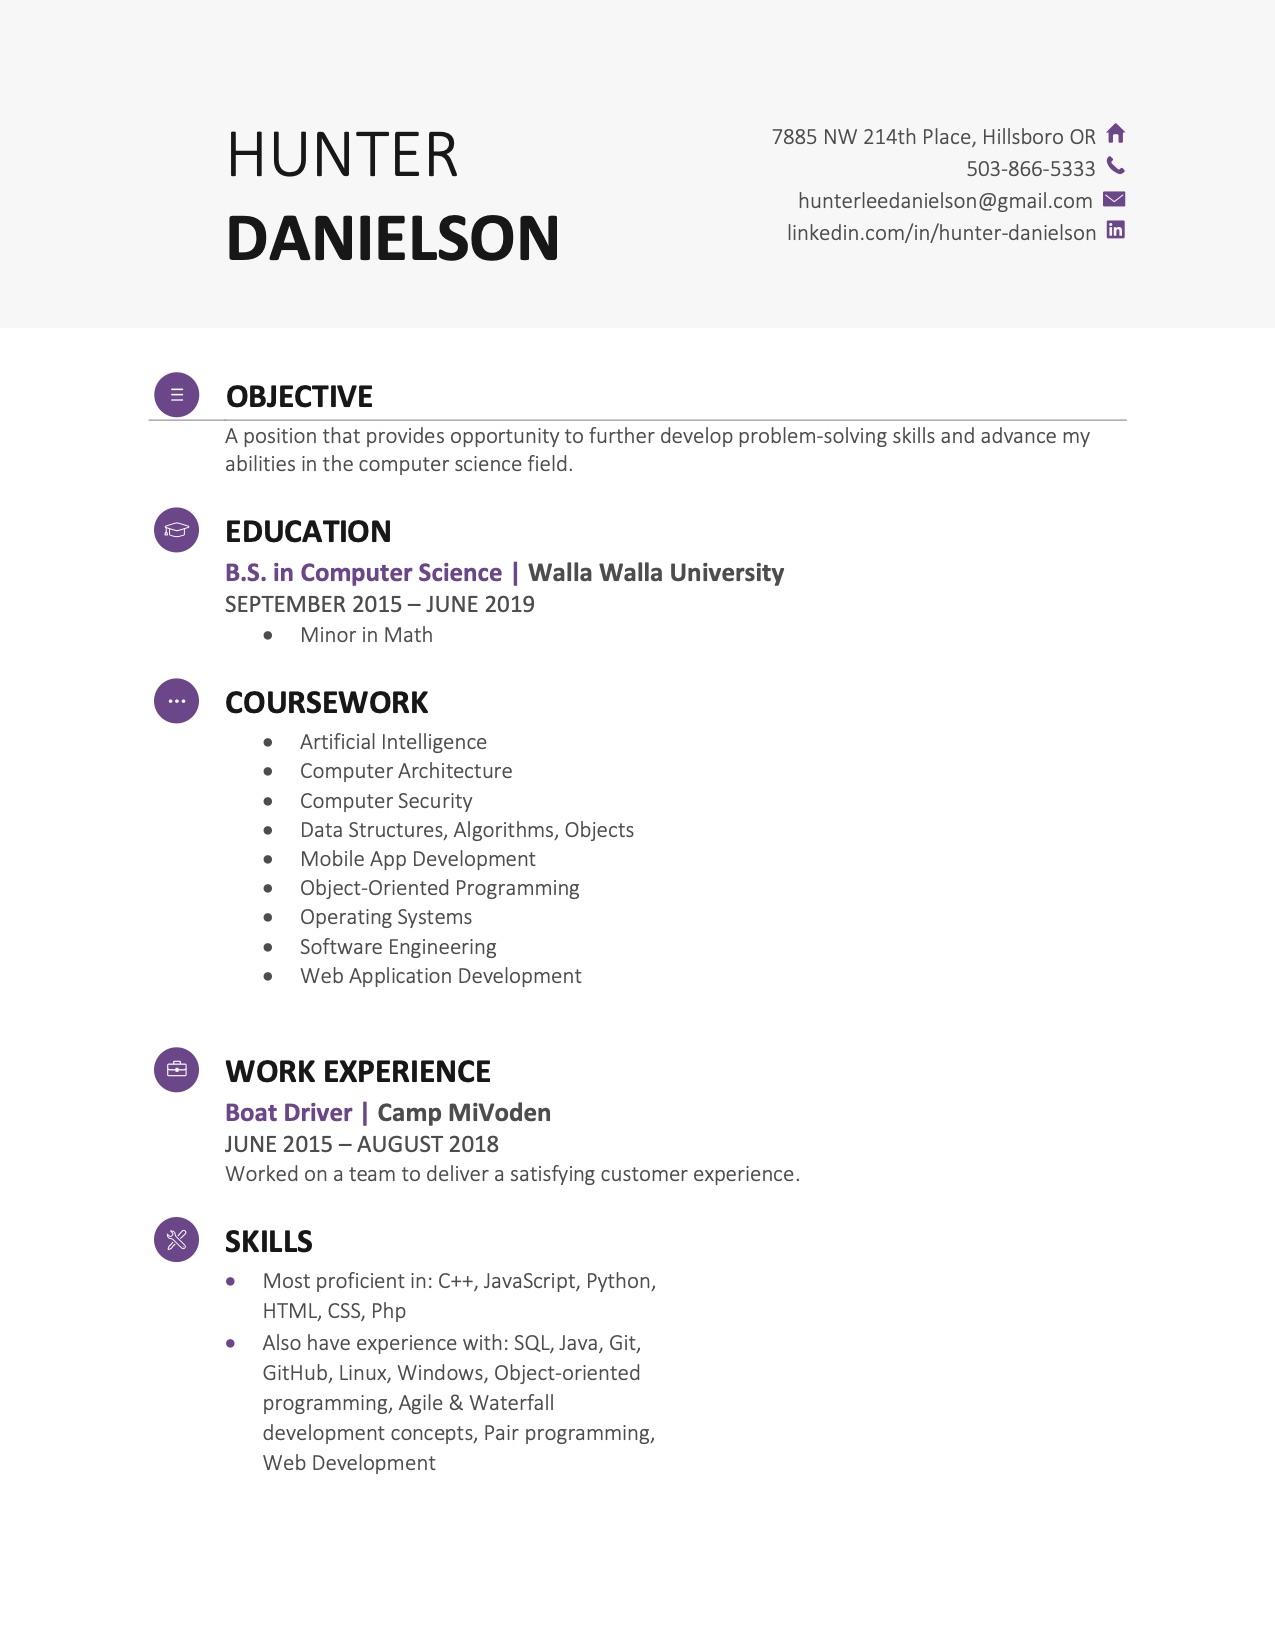 HUNTER
DANIELSON
7885 NW 214th Place, Hillsboro OR
503-866-5333
hunterleedanielson@gmail.com
linkedin.com/in/hunter-danielson
OBJECTIVE
A position that provides opportunity to further develop problem-solving skills and advance my
abilities in the computer science field.
EDUCATION
B.S. in Computer Science | Walla Walla University
SEPTEMBER 2015 – JUNE 2019
• Minor in Math
COURSEWORK
• Artificial Intelligence
• Computer Architecture
• Computer Security
• Data Structures, Algorithms, Objects
• Mobile App Development
• Object-Oriented Programming
• Operating Systems
• Software Engineering
• Web Application Development
WORK EXPERIENCE
Boat Driver | Camp MiVoden
JUNE 2015 – AUGUST 2018
Worked on a team to deliver a satisfying customer experience.
SKILLS
• Most proficient in: C++, JavaScript, Python,
HTML, CSS, Php
• Also have experience with: SQL, Java, Git,
GitHub, Linux, Windows, Object-oriented
programming, Agile & Waterfall
development concepts, Pair programming,
Web Development